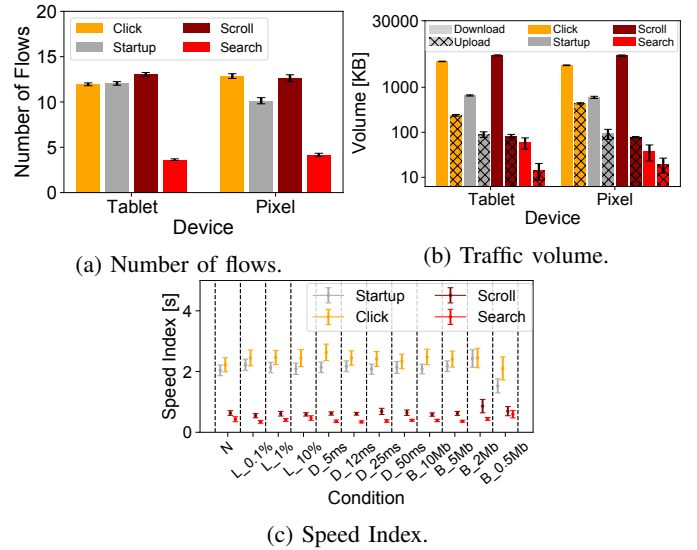 Number of Flows
20
15
10
5
0
Click
Startup
Scroll
Search
Tablet
Pixel
Device
(a) Number of flows.
Volume [KB]
30000
1000
100
10
Download
Upload
Click
Startup
Scroll
Search
Tablet
Pixel
Device
(b) Traffic volume.
Speed Index [s]
4
2
0
Startup
Click
Scroll
Search
N
L_0.1%
L_1%
L_10%
D_5ms
D_12ms
D_25ms
D_50ms
B_10Mb
B_5Mb
B_2Mb
B_0.5Mb
Condition
(c) Speed Index.